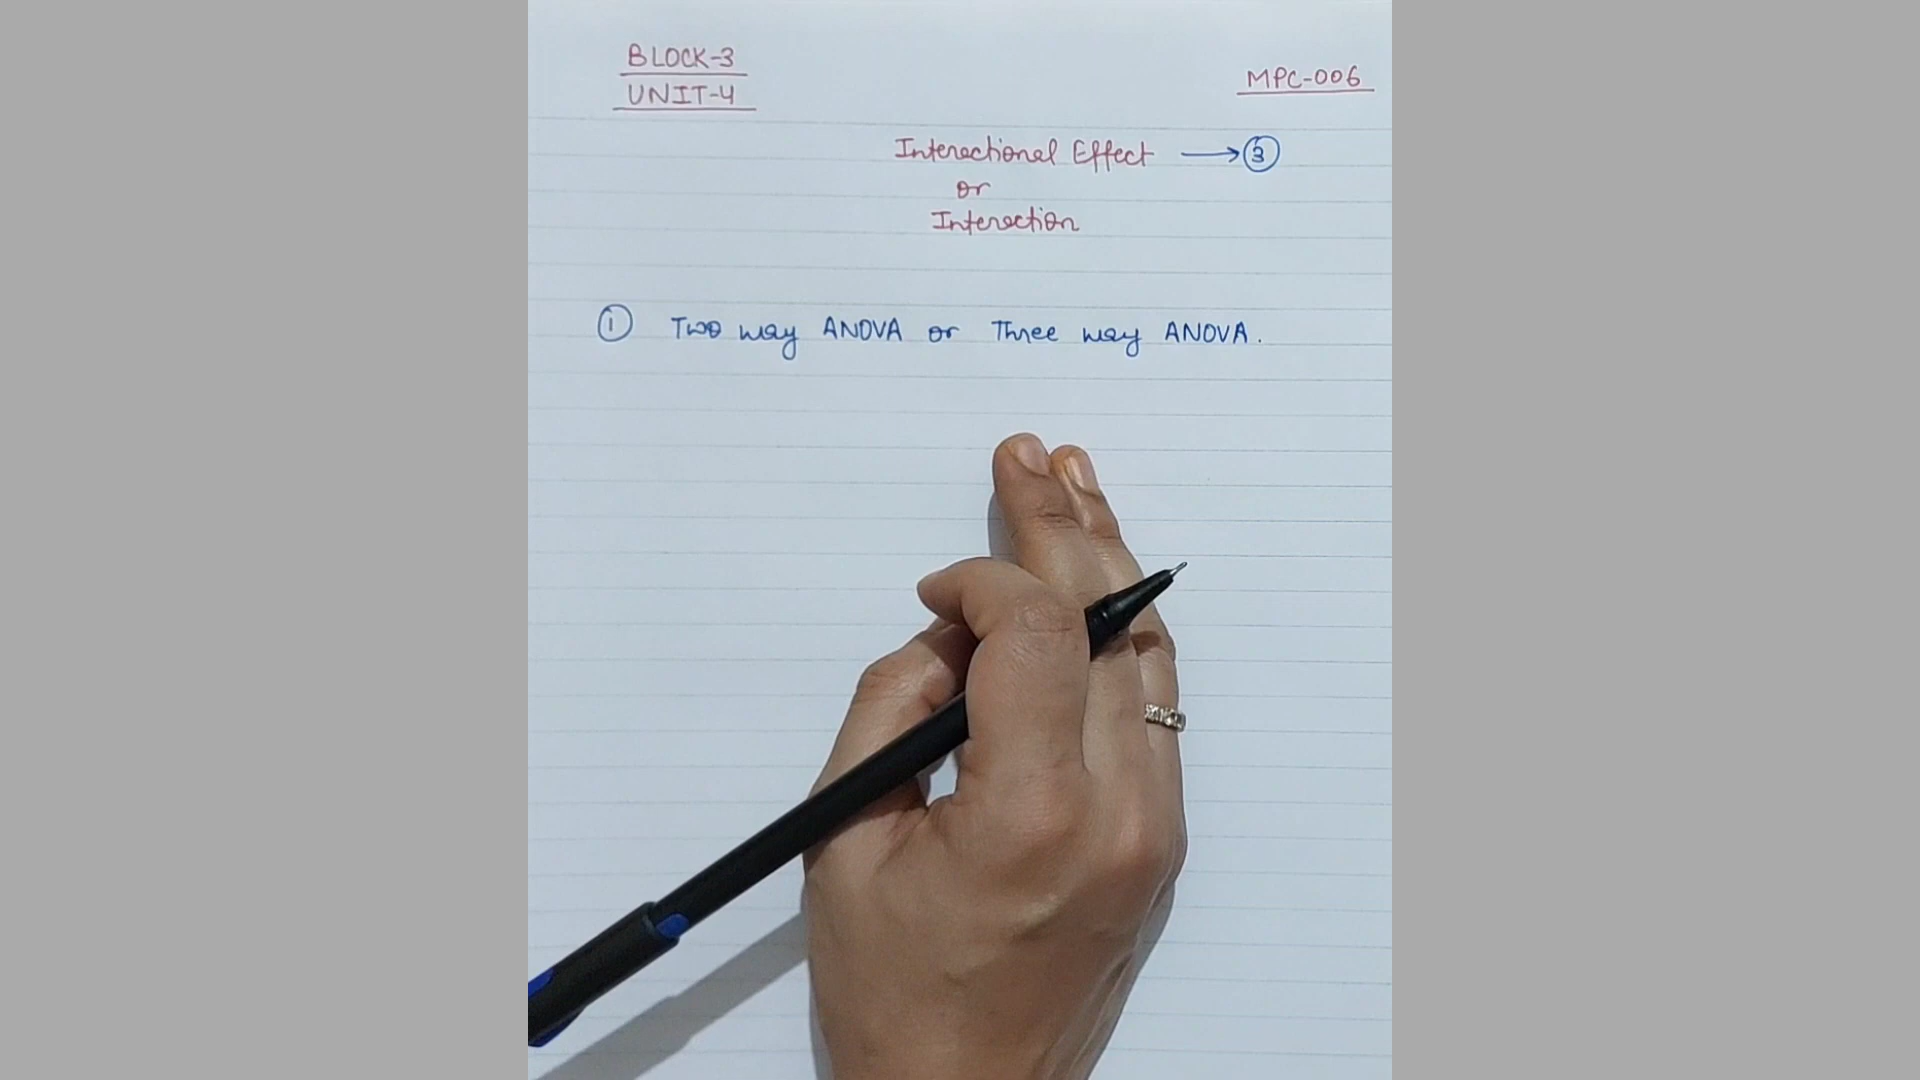 BLOCK-3
UNIT-4
MPC-006
Interactional Effect → ③
or
Interaction
① Two way ANOVA or Three way ANOVA.